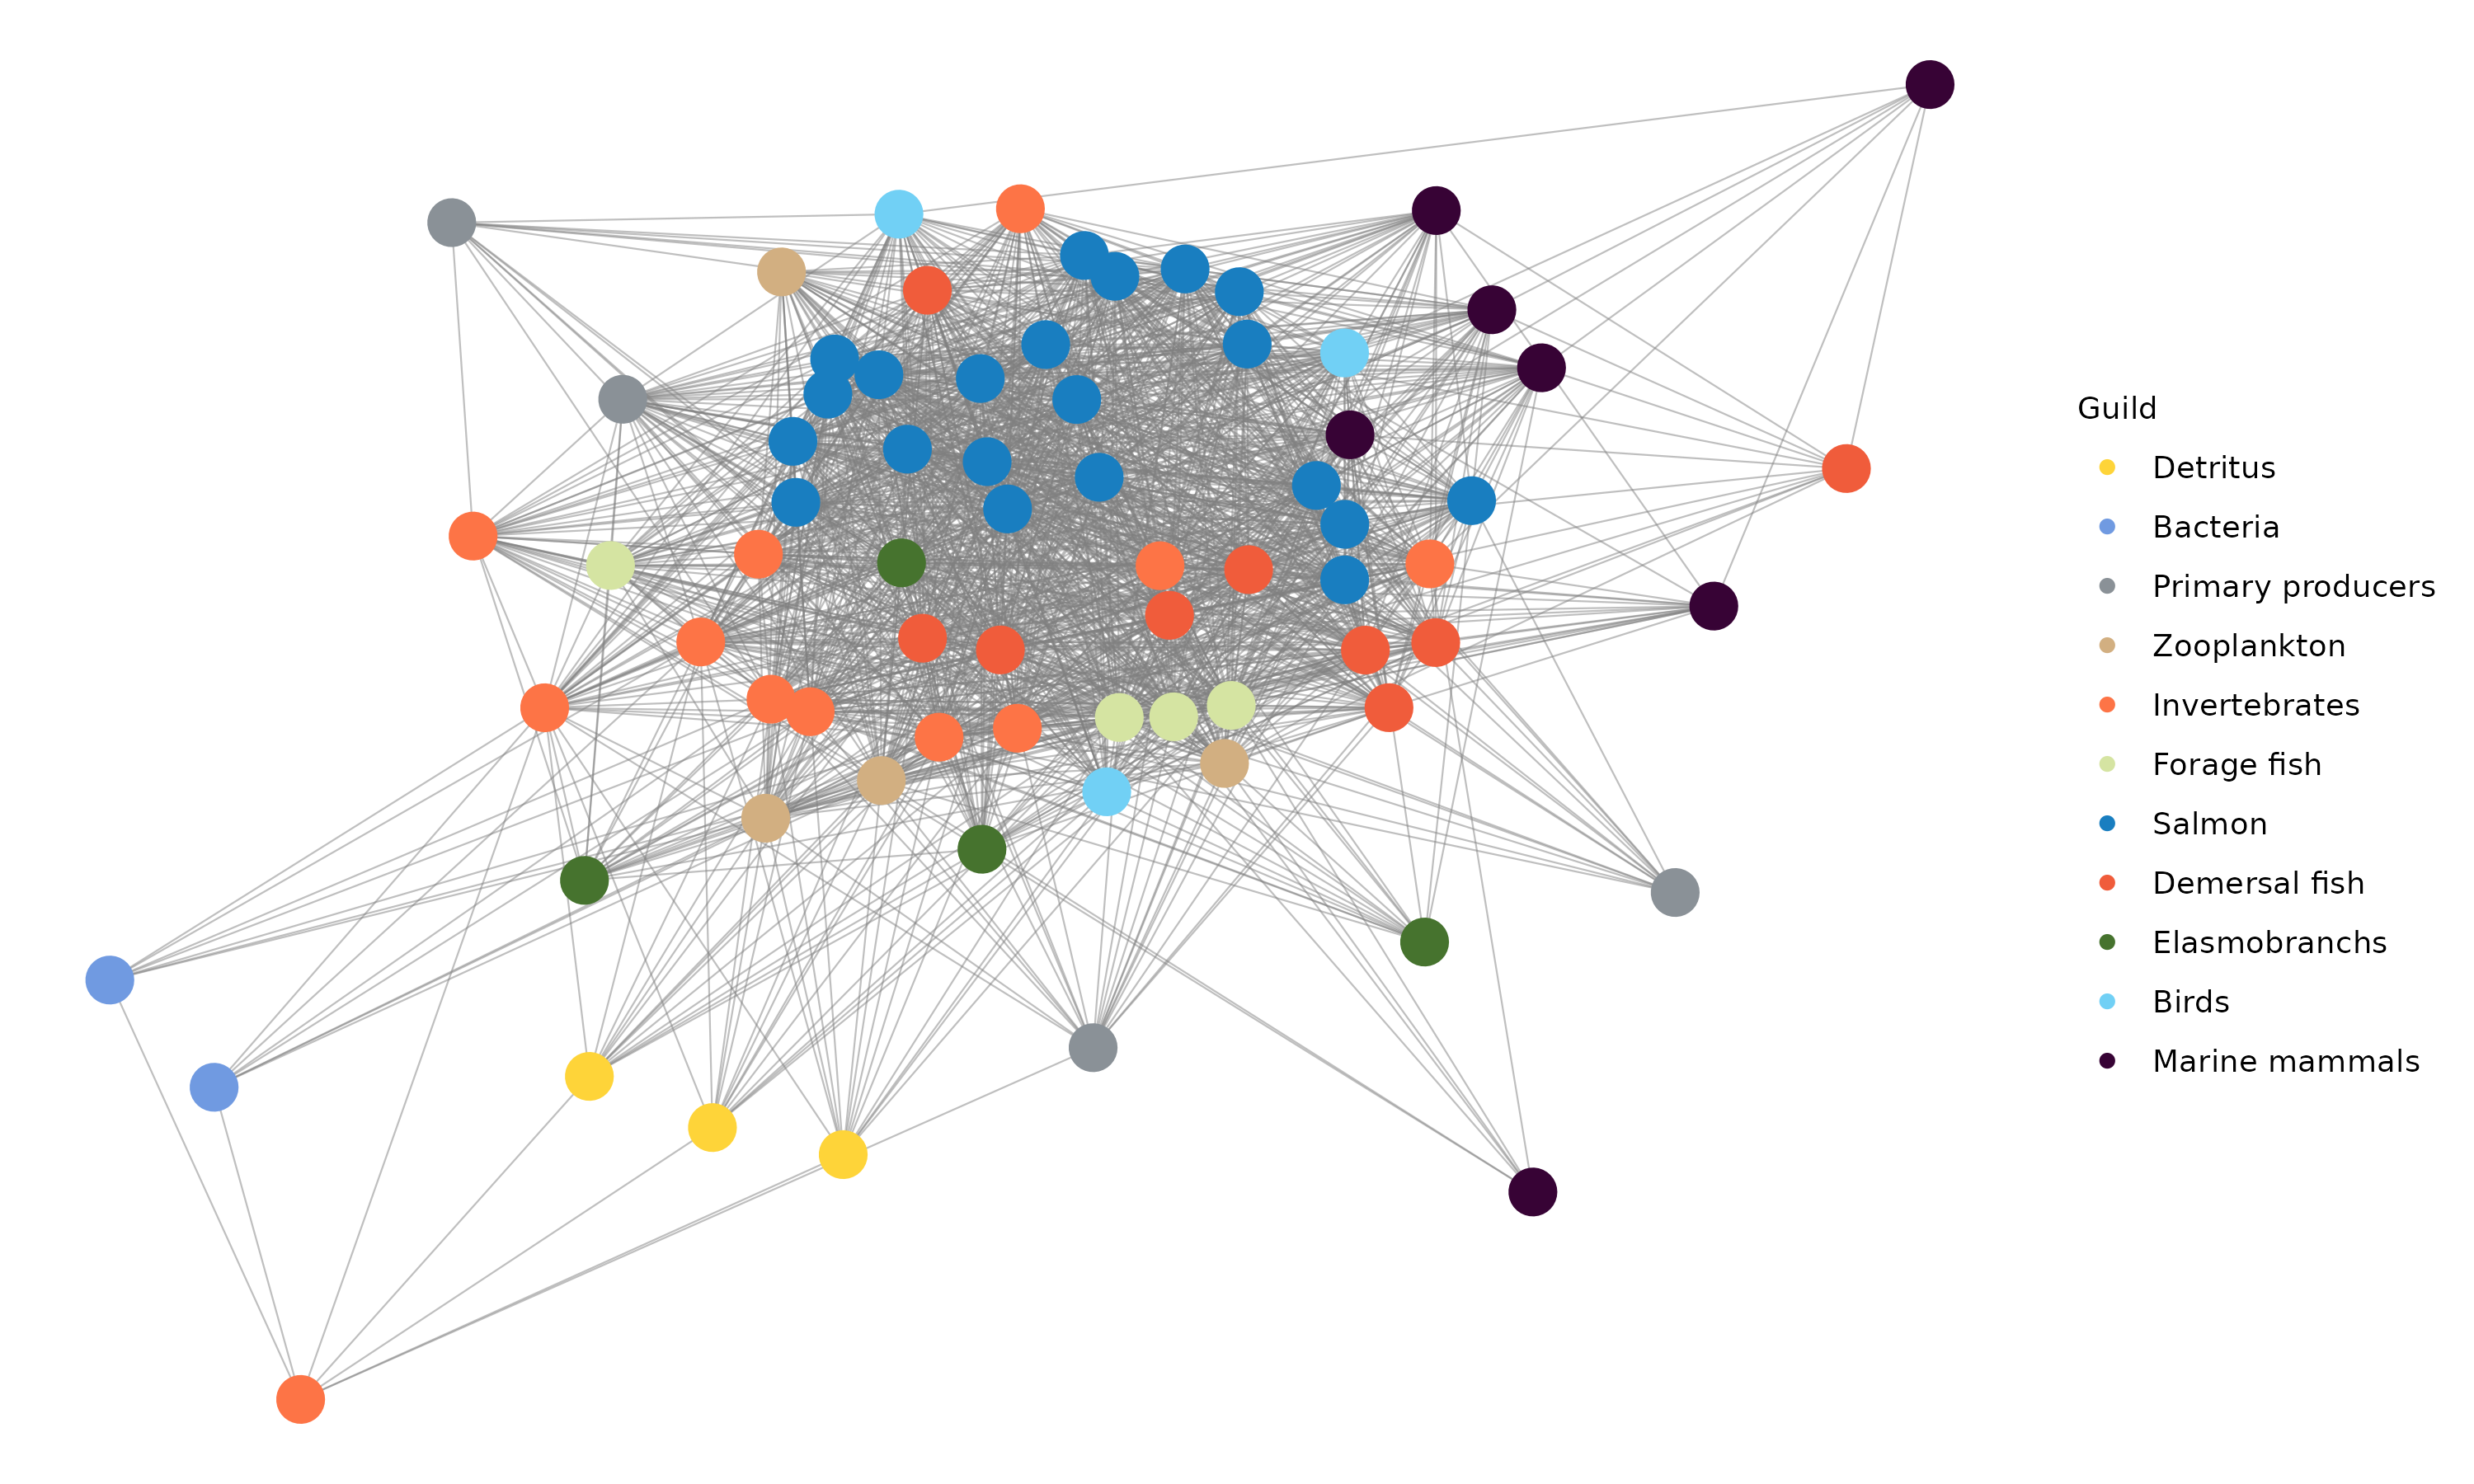 Guild
Detritus
Bacteria
Primary producers
Zooplankton
Invertebrates
Forage fish
Salmon
Demersal fish
Elasmobranchs
Birds
Marine mammals